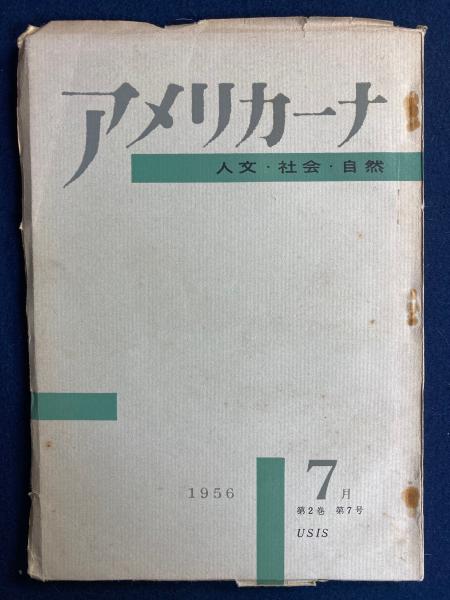 アメリカーナ
人文・社会・自然
1956 7月
第2巻 第7号
USIS